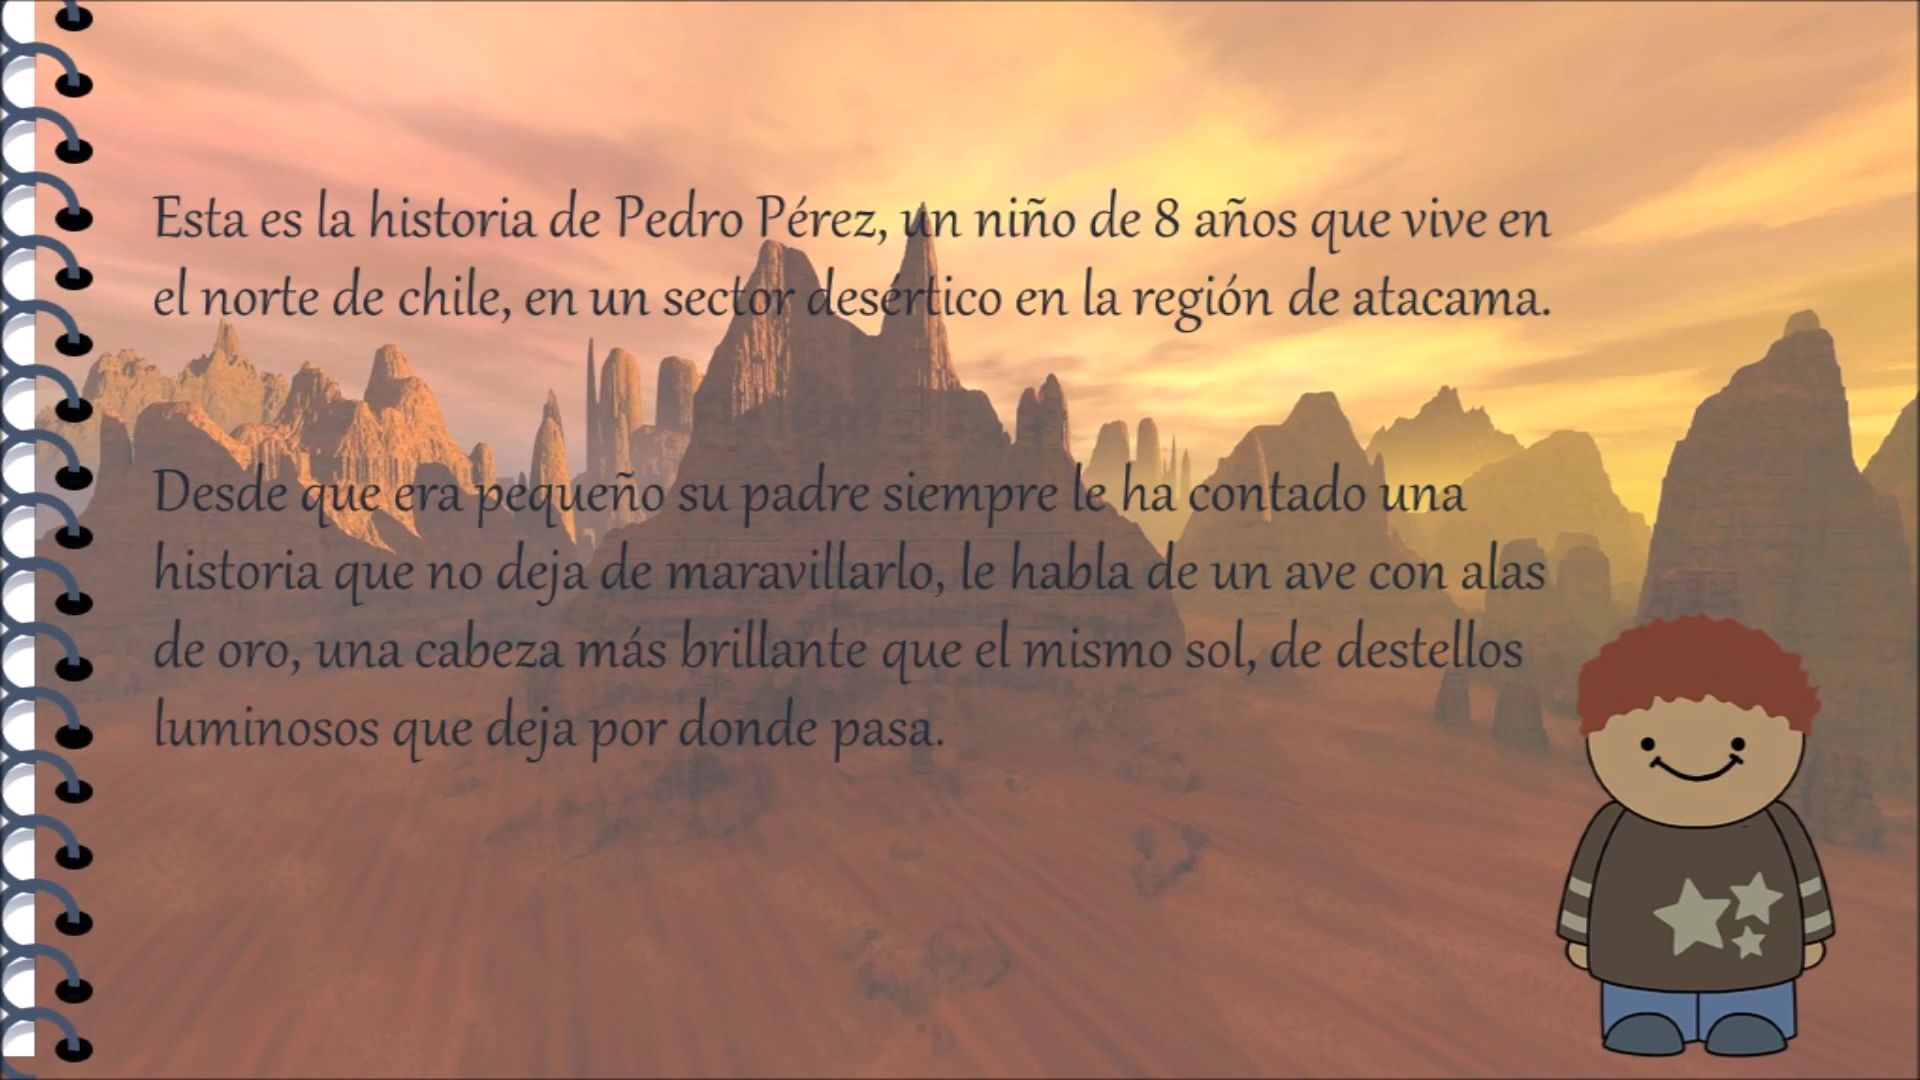 Esta es la historia de Pedro Pérez, un niño de 8 años que vive en
el norte de chile, en un sector desértico en la región de atacama.
Desde que era pequeño su padre siempre le ha contado una
historia que no deja de maravillarlo, le habla de un ave con alas
de oro, una cabeza más brillante que el mismo sol, de destellos
luminosos que deja por donde pasa.